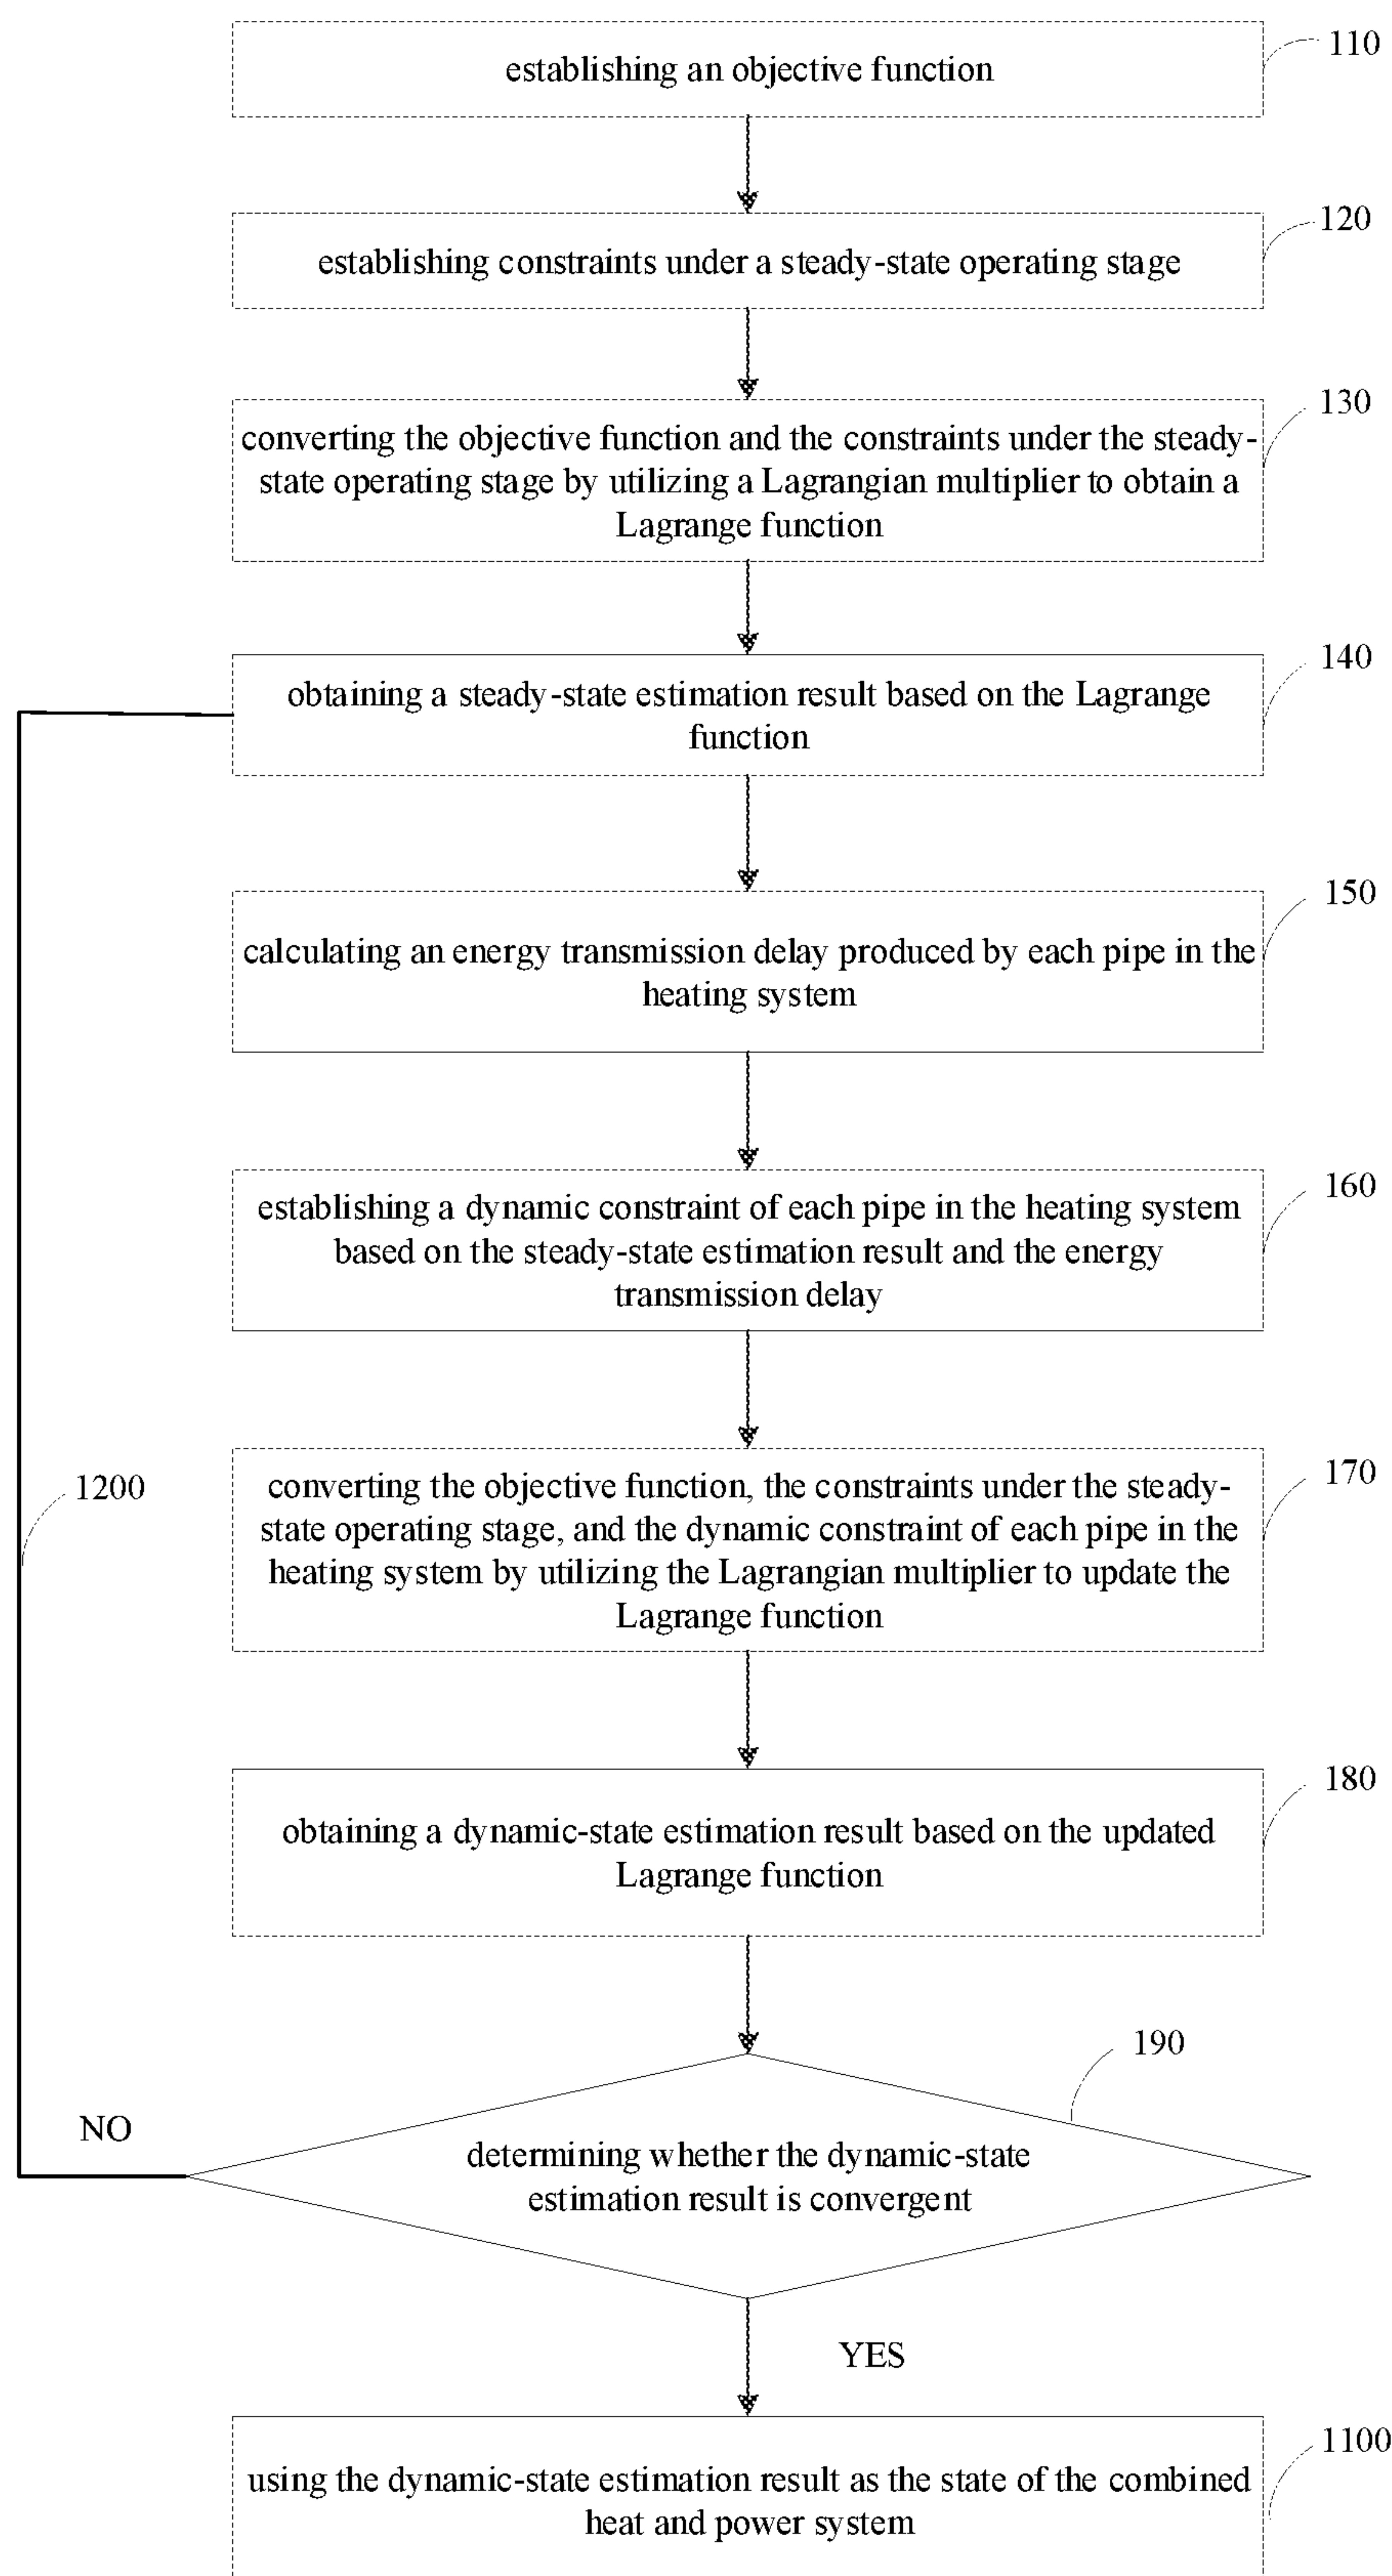 establishing an objective function
110
establishing constraints under a steady-state operating stage
120
converting the objective function and the constraints under the steady-
state operating stage by utilizing a Lagrangian multiplier to obtain a
Lagrange function
130
obtaining a steady-state estimation result based on the Lagrange
function
140
calculating an energy transmission delay produced by each pipe in the
heating system
150
establishing a dynamic constraint of each pipe in the heating system
based on the steady-state estimation result and the energy
transmission delay
160
converting the objective function, the constraints under the steady-
state operating stage, and the dynamic constraint of each pipe in the
heating system by utilizing the Lagrangian multiplier to update the
Lagrange function
170
1200
obtaining a dynamic-state estimation result based on the updated
Lagrange function
180
190
NO
determining whether the dynamic-state
estimation result is convergent
YES
using the dynamic-state estimation result as the state of the combined
heat and power system
1100